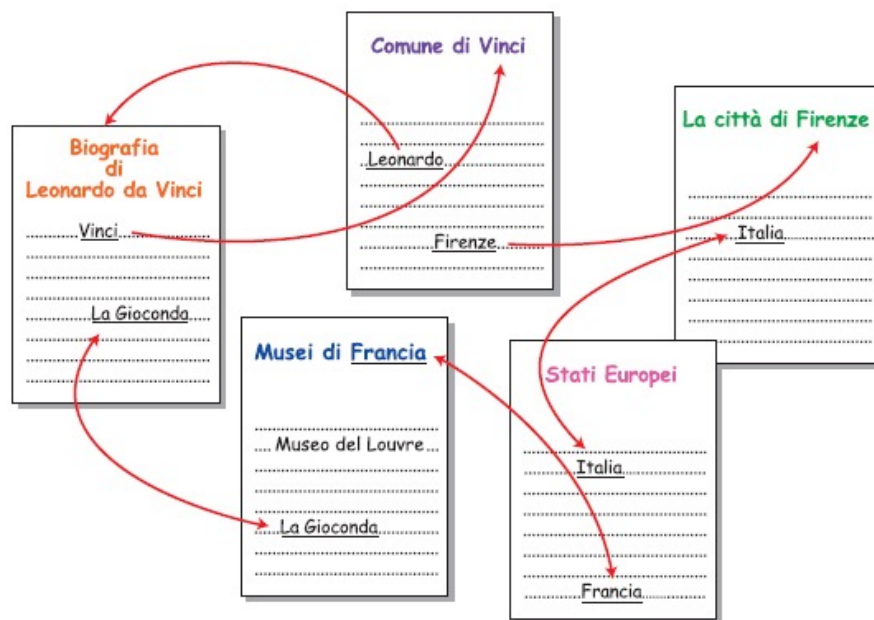 Biografia
di
Leonardo da Vinci
Vinci
La Gioconda
Comune di Vinci
Leonardo
Firenze
La città di Firenze
Italia
Musei di Francia
Museo del Louvre
La Gioconda
Stati Europei
Italia
Francia